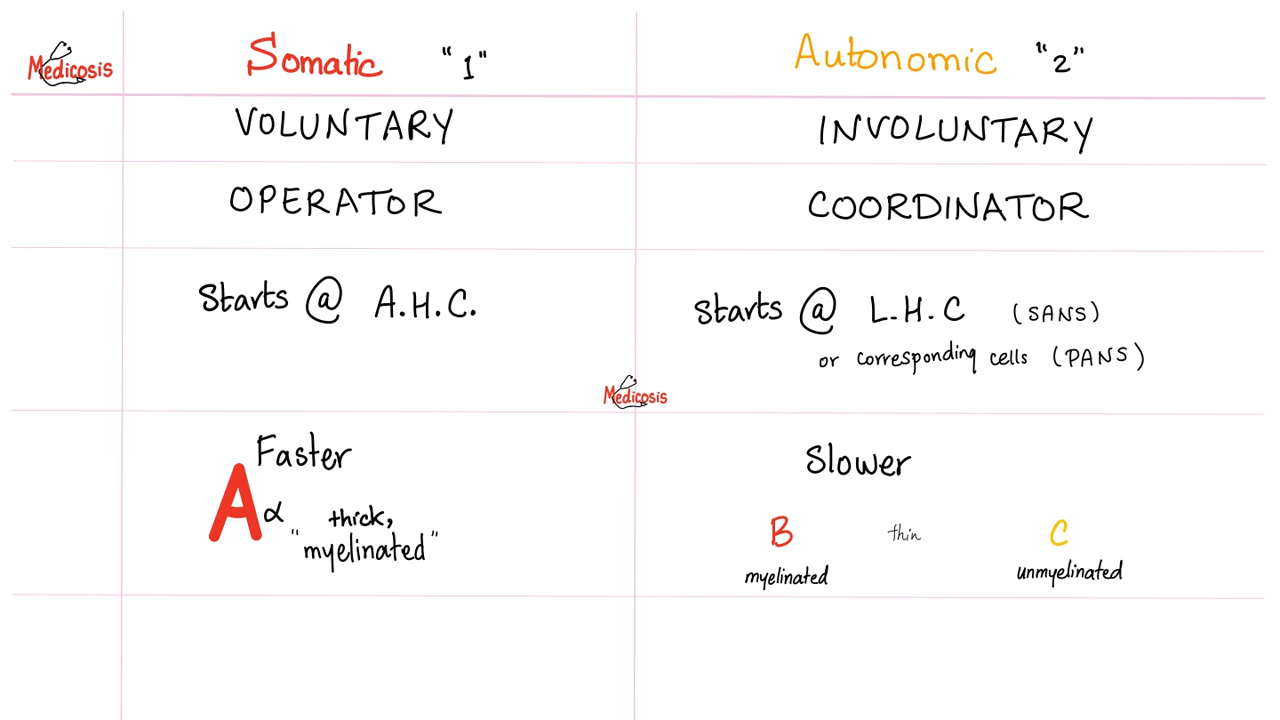 Medicosis
Somatic "1"
Autonomic "2"
VOLUNTARY
INVOLUNTARY
OPERATOR
COORDINATOR
Starts @ A.H.C.
Starts @ L.H.C (SANS)
or corresponding cells (PANS)
Medicosis
Faster
Aα thick,
"myelinated"
Slower
B thin C
myelinated unmyelinated